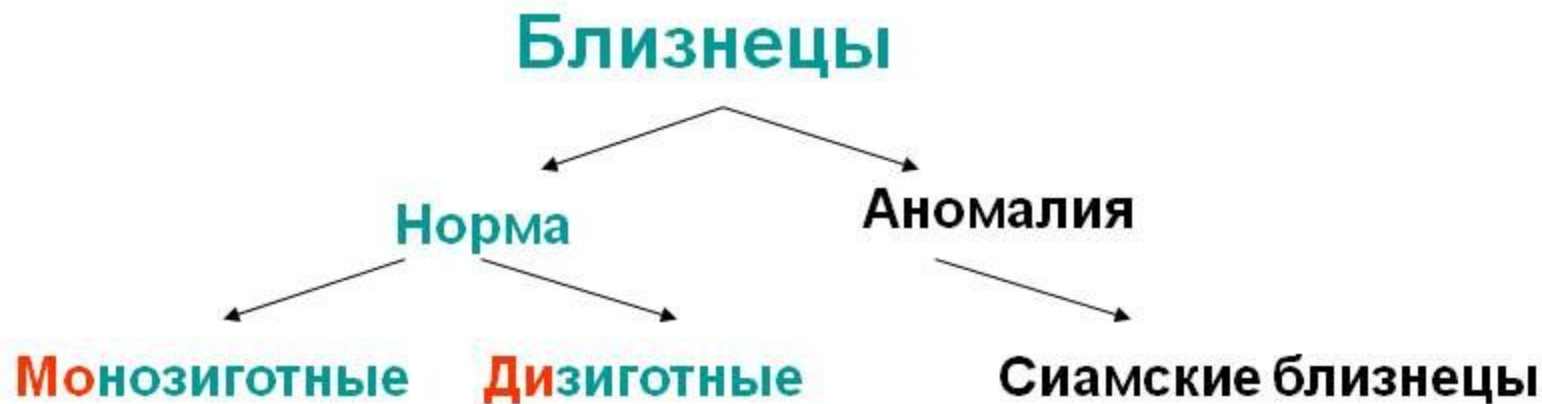 Близнецы
Норма
Аномалия
Монозиготные
Дизиготные
Сиамские близнецы